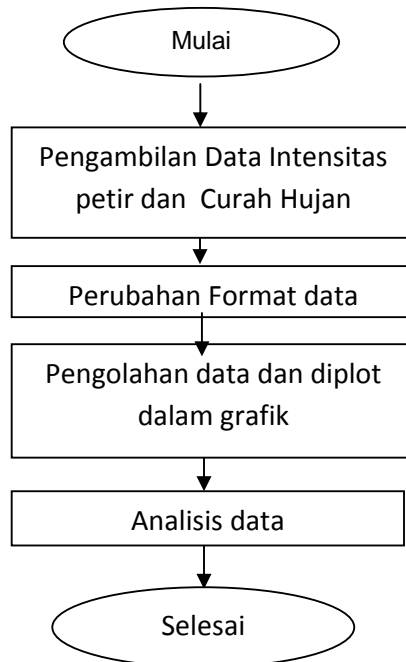 Mulai
Pengambilan Data Intensitas
petir dan Curah Hujan
Perubahan Format data
Pengolahan data dan diplot
dalam grafik
Analisis data
Selesai